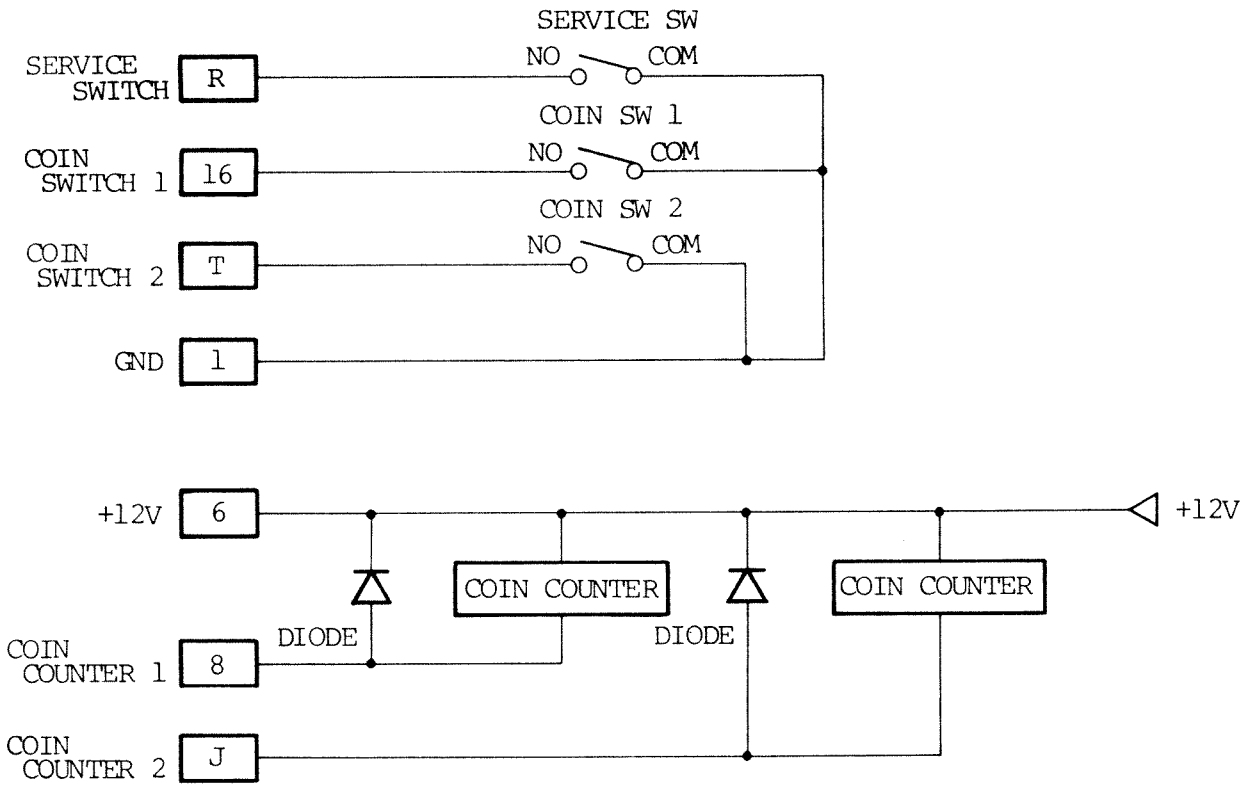 SERVICE SW
NO COM
SERVICE
SWITCH
R
COIN SW 1
NO COM
COIN
SWITCH 1
16
COIN SW 2
NO COM
COIN
SWITCH 2
T
GND 1
+12V 6
+12V
COIN COUNTER
COIN COUNTER
DIODE
DIODE
COIN
COUNTER 1
8
COIN
COUNTER 2
J